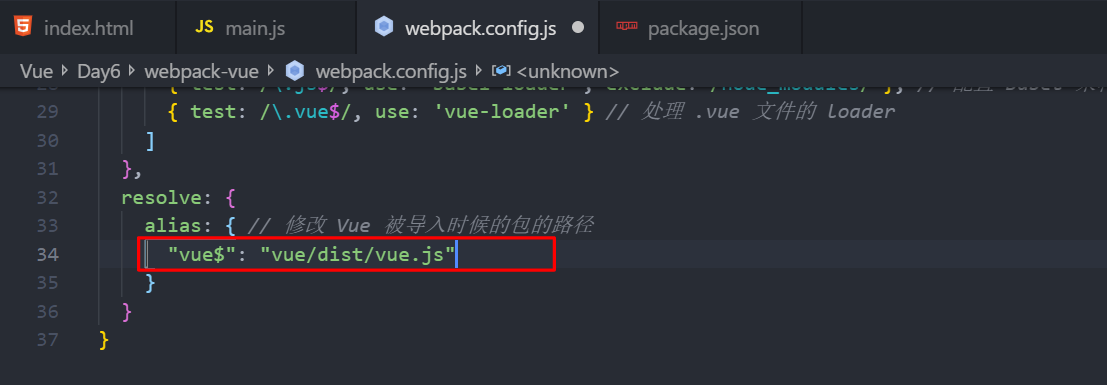 index.html
JS main.js
webpack.config.js
package.json
Vue > Day6 > webpack-vue > webpack.config.js > <unknown>
29 { test: /\.vue$/, use: 'vue-loader' } // 处理 .vue 文件的 loader
30 ]
31 },
32 resolve: {
33 alias: { // 修改 Vue 被导入时候的包的路径
34 "vue$": "vue/dist/vue.js"
35 }
36 }
37 }